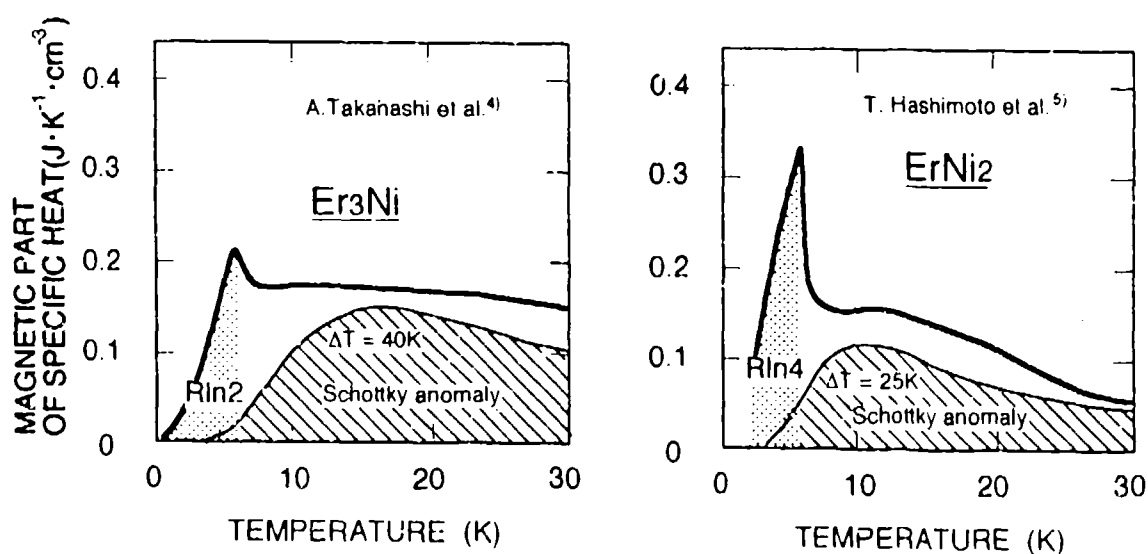 MAGNETIC PART
OF SPECIFIC HEAT(J·K⁻¹·cm⁻³)
0.4
0.3
0.2
0.1
0
A.Takahashi et al.⁴⁾
Er₃Ni
Rln2
ΔT = 40K
Schottky anomaly
0 10 20 30
TEMPERATURE (K)
0.4
0.3
0.2
0.1
0
T. Hashimoto et al.⁵⁾
ErNi₂
Rln4
ΔT = 25K
Schottky anomaly
0 10 20 30
TEMPERATURE (K)